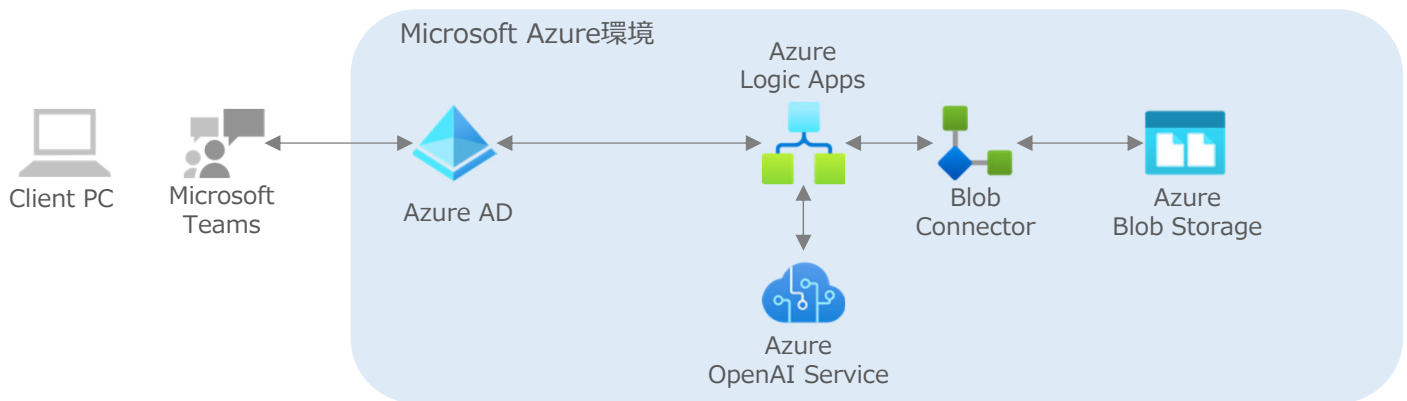 Microsoft Azure環境
Azure
Logic Apps
Client PC
Microsoft
Teams
Azure AD
Blob
Connector
Azure
Blob Storage
Azure
OpenAI Service